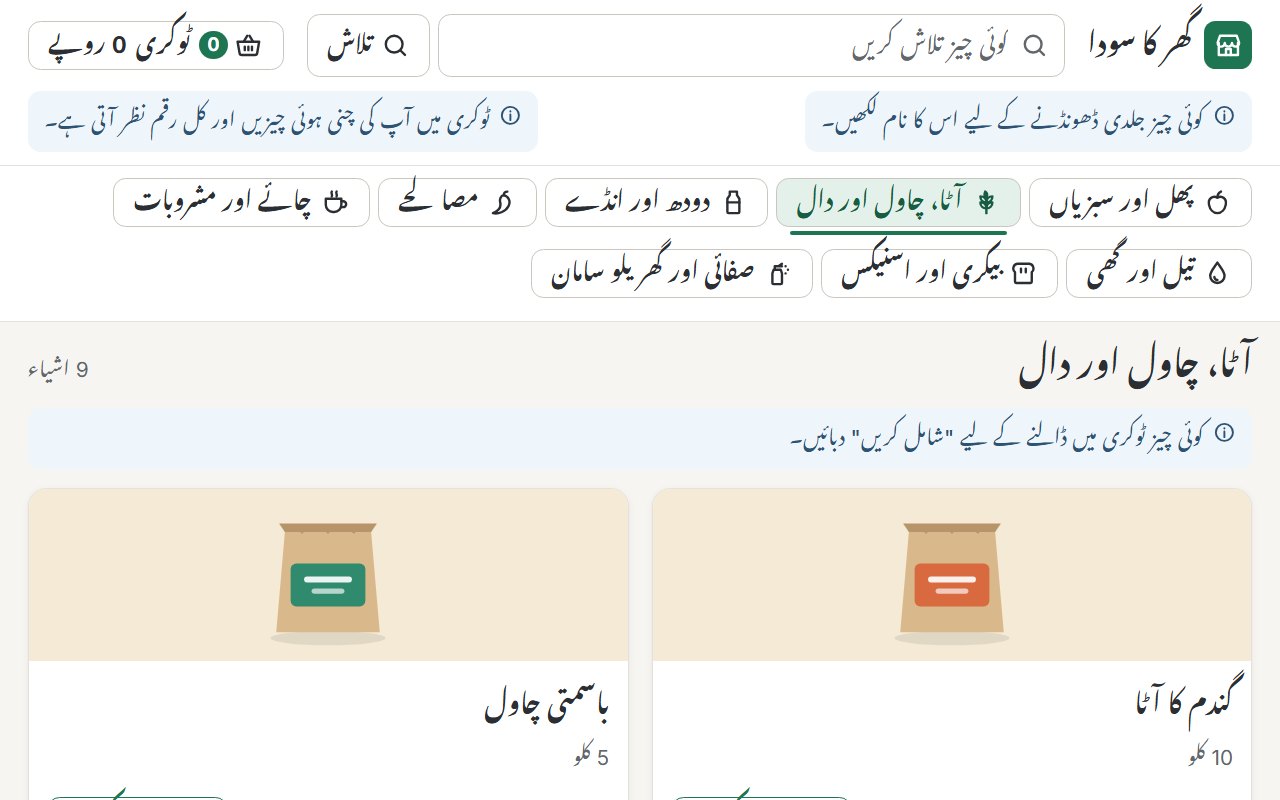 گھر کا سودا
کوئی چیز تلاش کریں
تلاش
0 ٹوکری 0 روپے
کوئی چیز جلدی ڈھونڈنے کے لیے اس کا نام لکھیں۔
ٹوکری میں آپ کی چنی ہوئی چیزیں اور کل رقم نظر آتی ہے۔
پھل اور سبزیاں
آٹا، چاول اور دال
دودھ اور انڈے
مصالحے
چائے اور مشروبات
تیل اور گھی
بیکری اور اسنیکس
صفائی اور گھریلو سامان
آٹا، چاول اور دال
9 اشیاء
کوئی چیز ٹوکری میں ڈالنے کے لیے "شامل کریں" دبائیں۔
گندم کا آٹا
10 کلو
باسمتی چاول
5 کلو